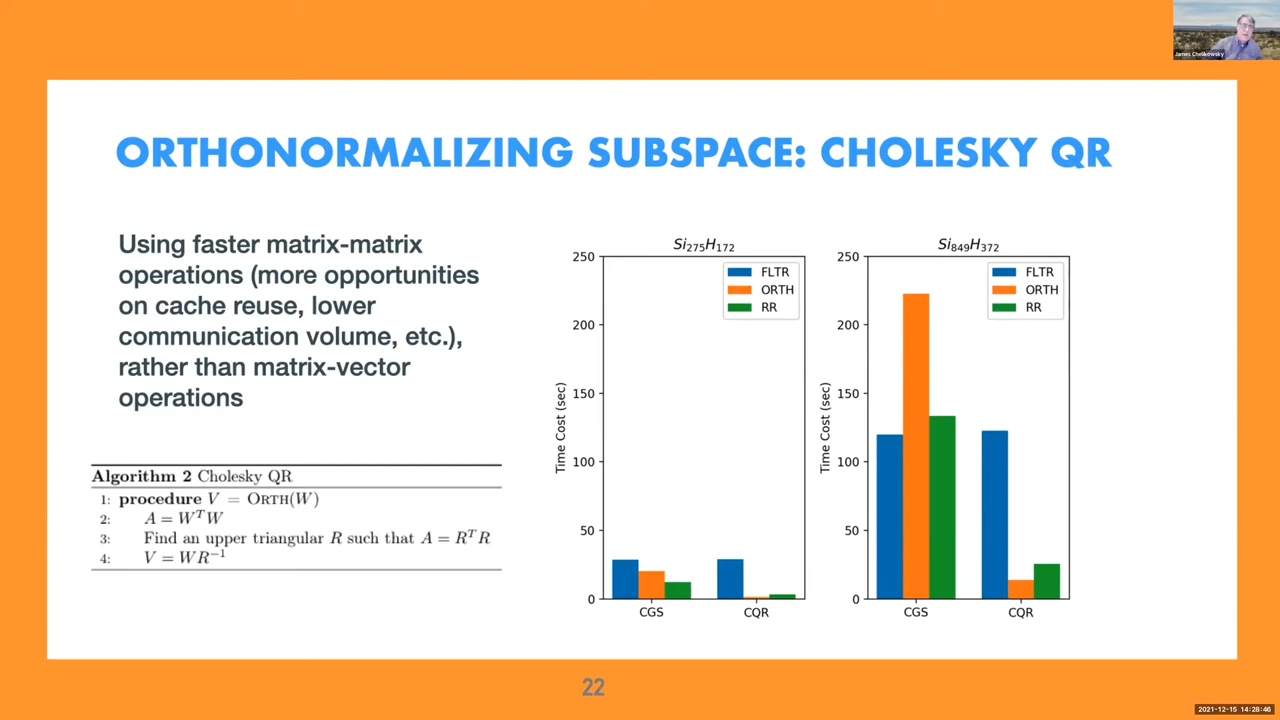 James Chelikowsky
ORTHONORMALIZING SUBSPACE: CHOLESKY QR
Using faster matrix-matrix
operations (more opportunities
on cache reuse, lower
communication volume, etc.),
rather than matrix-vector
operations
Algorithm 2 Cholesky QR
1: procedure V = ORTH(W)
2: A = W^T W
3: Find an upper triangular R such that A = R^T R
4: V = WR^{-1}
Si₂₇₅H₁₇₂
250
200
150
100
50
0
Time Cost (sec)
FLTR
ORTH
RR
CGS
CQR
Si₈₄₉H₃₇₂
250
200
150
100
50
0
Time Cost (sec)
FLTR
ORTH
RR
CGS
CQR
22
2021-12-15 14:28:46